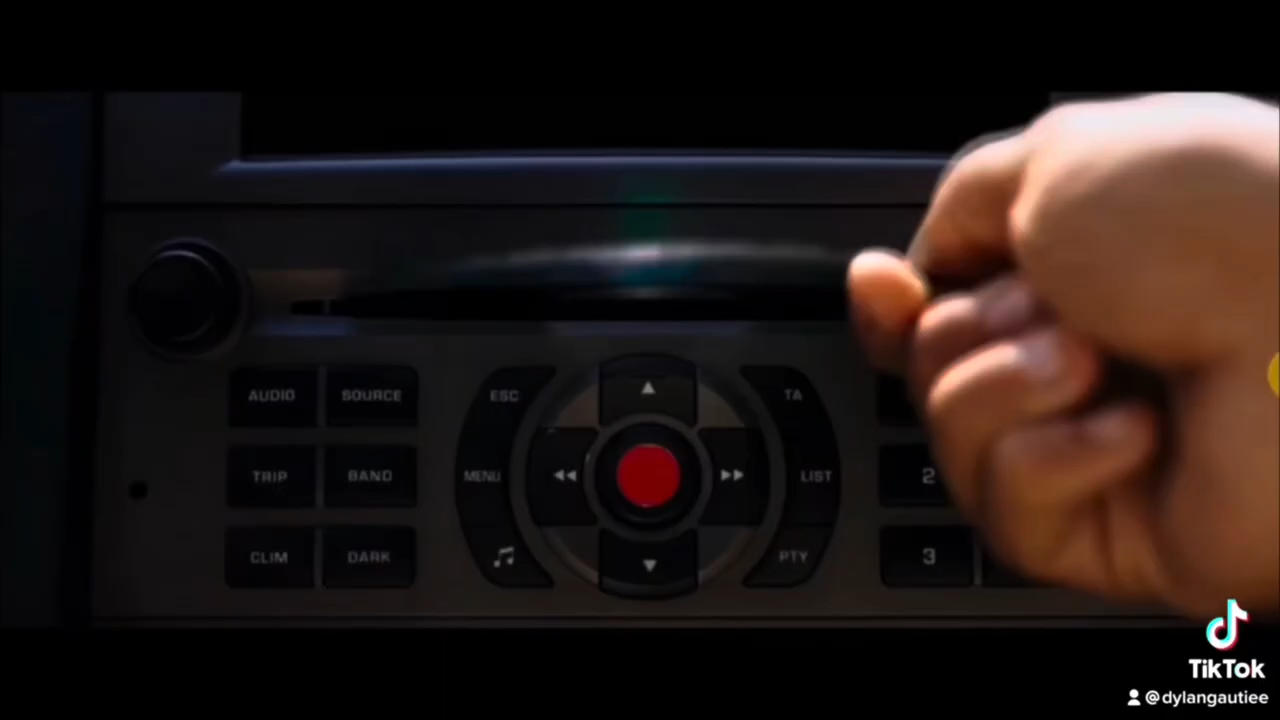 AUDIO SOURCE ESC TA
TRIP BAND MENU LIST 2
CLIM DARK PTY 3
TikTok
@dylangautiee